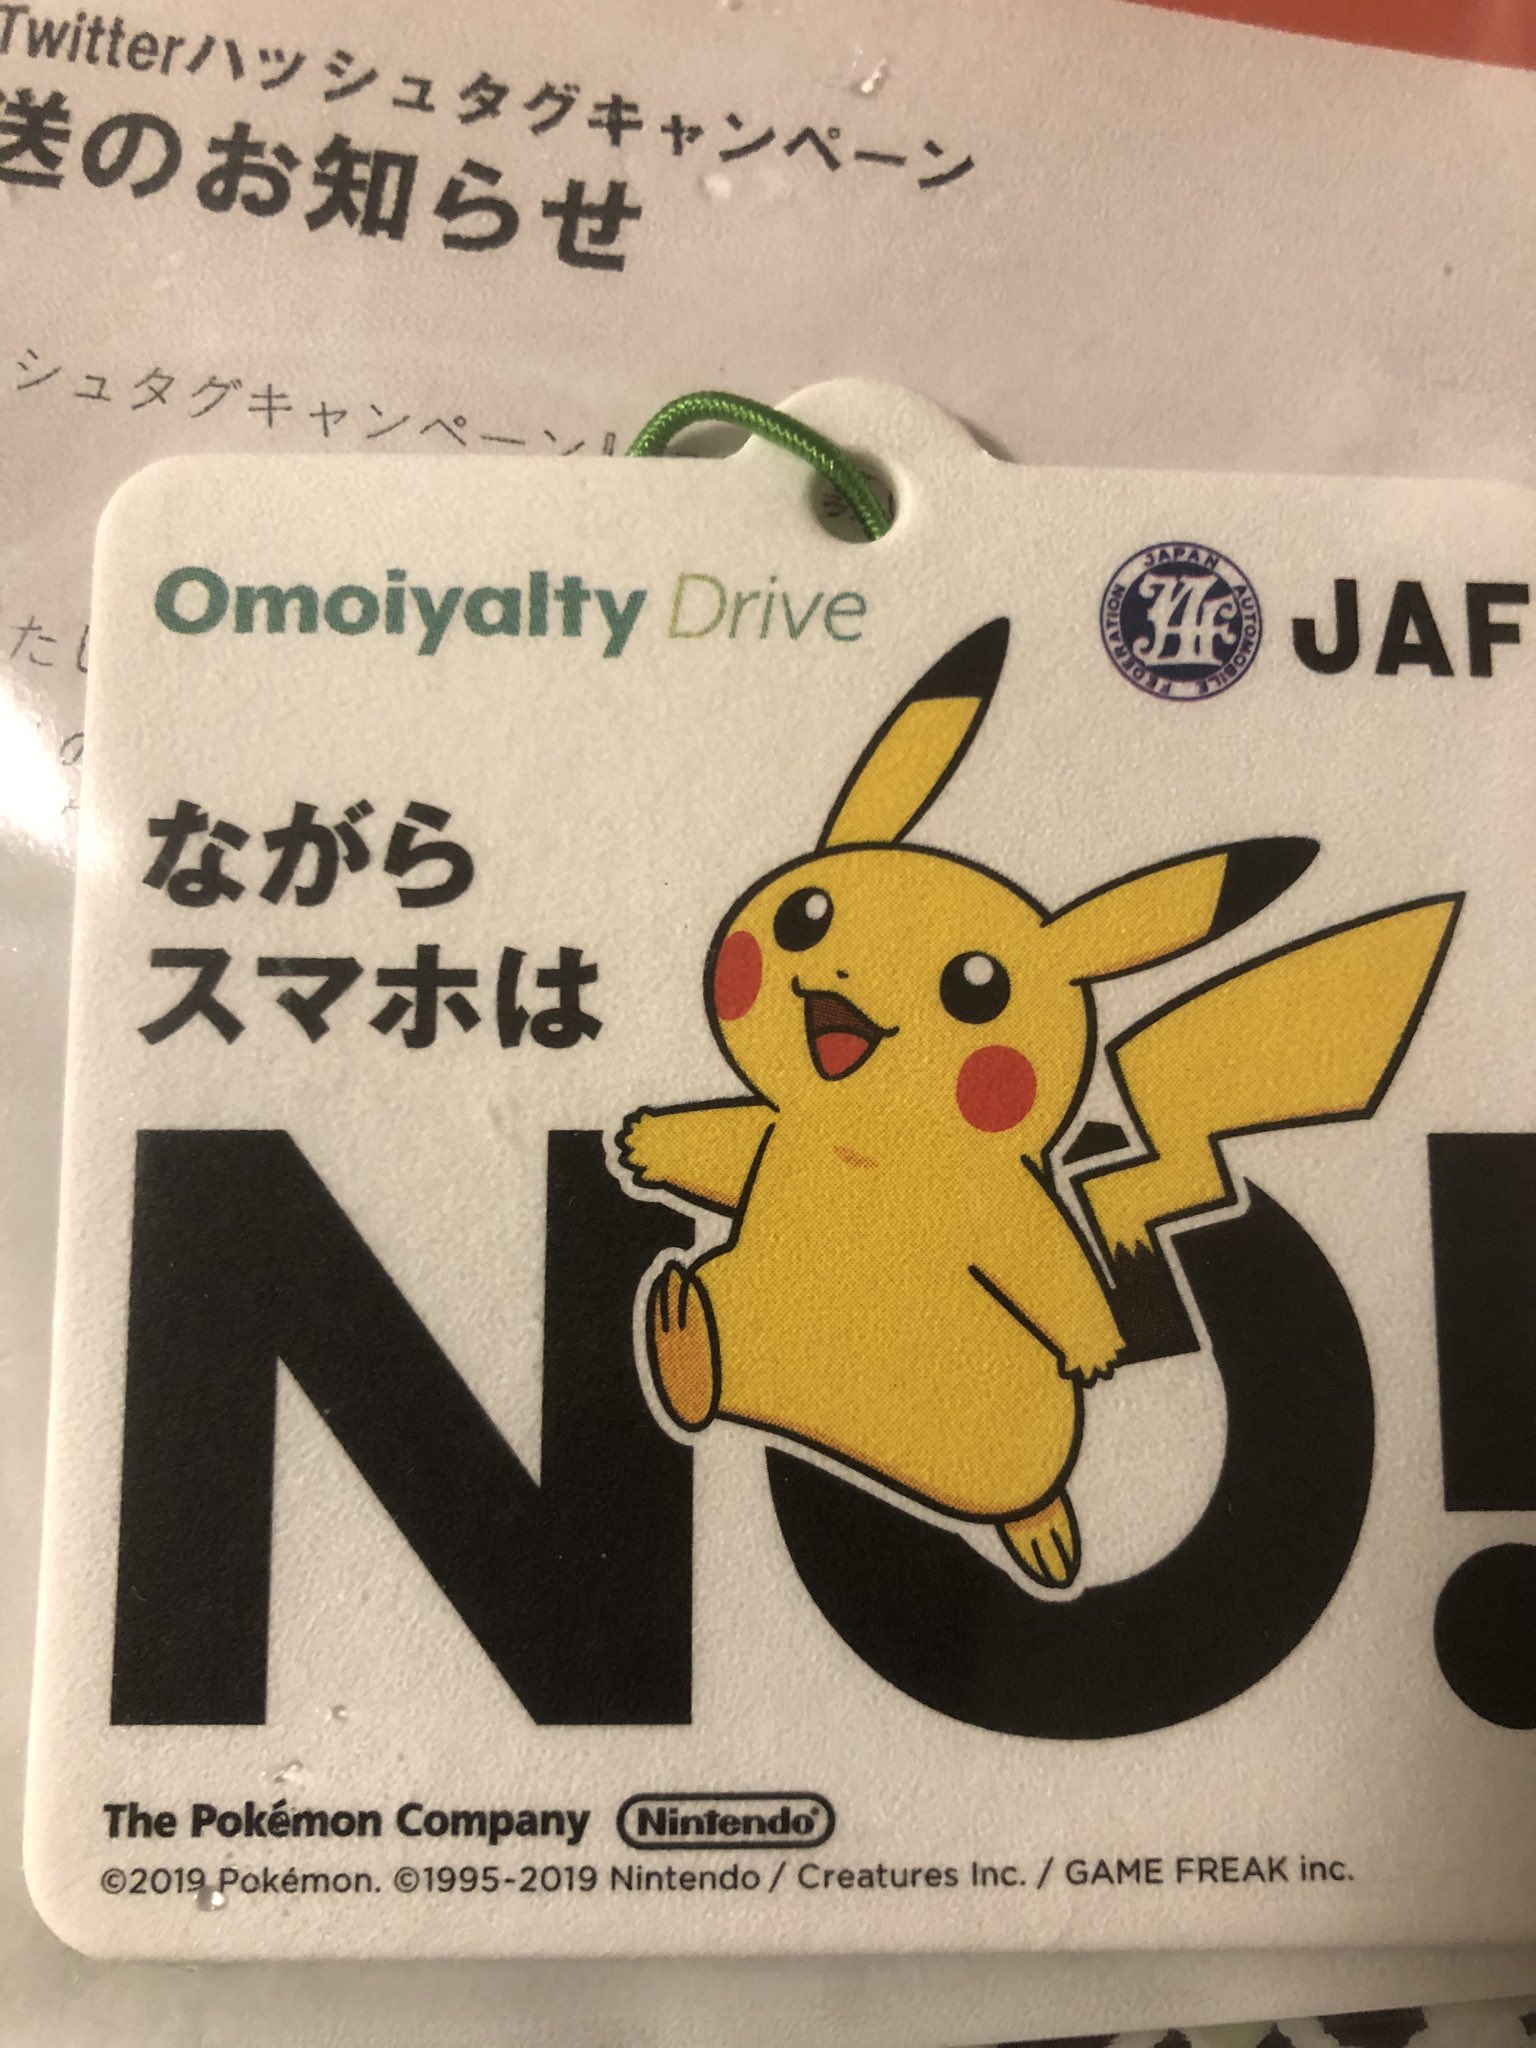 Twitterハッシュタグキャンペーン
送のお知らせ
シュタグキャンペーン
た
の
Omoiyalty Drive
JAPAN AUTOMOBILE FEDERATION
JAF
ながら
スマホは
NO!
The Pokémon Company Nintendo
©2019 Pokémon. ©1995-2019 Nintendo / Creatures Inc. / GAME FREAK inc.